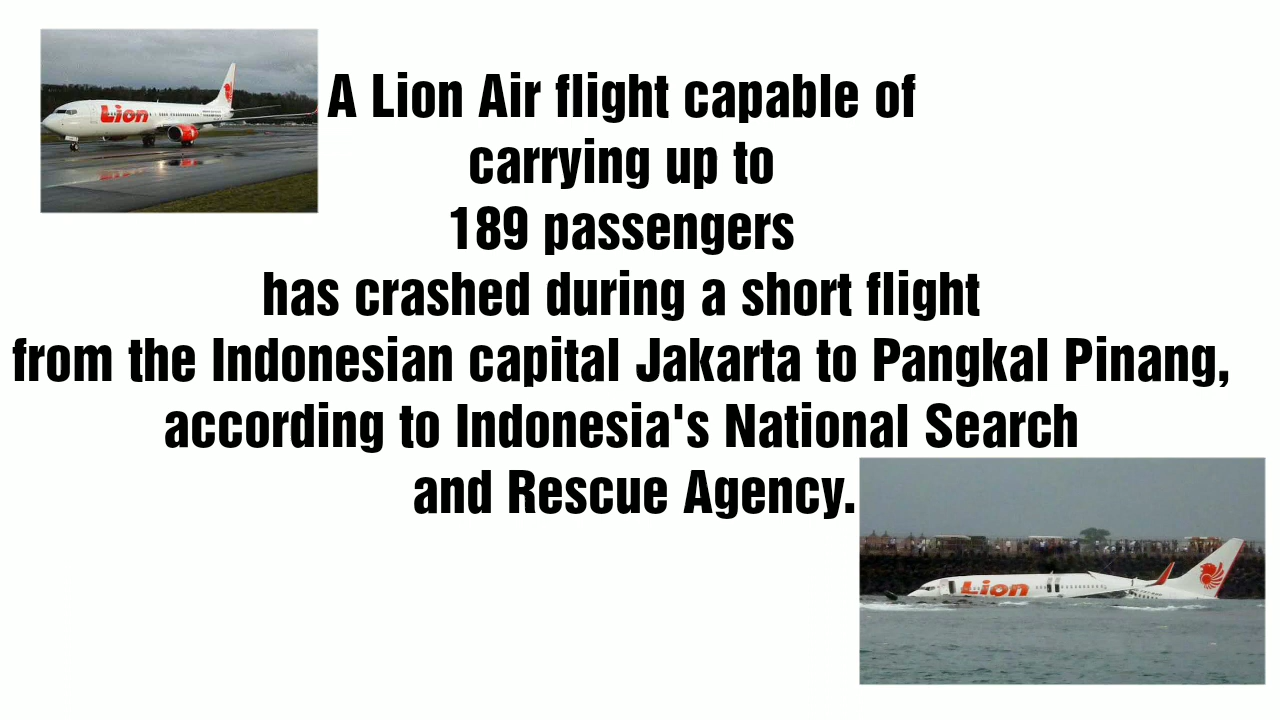 Lion
A Lion Air flight capable of
carrying up to
189 passengers
has crashed during a short flight
from the Indonesian capital Jakarta to Pangkal Pinang,
according to Indonesia's National Search
and Rescue Agency.
Lion